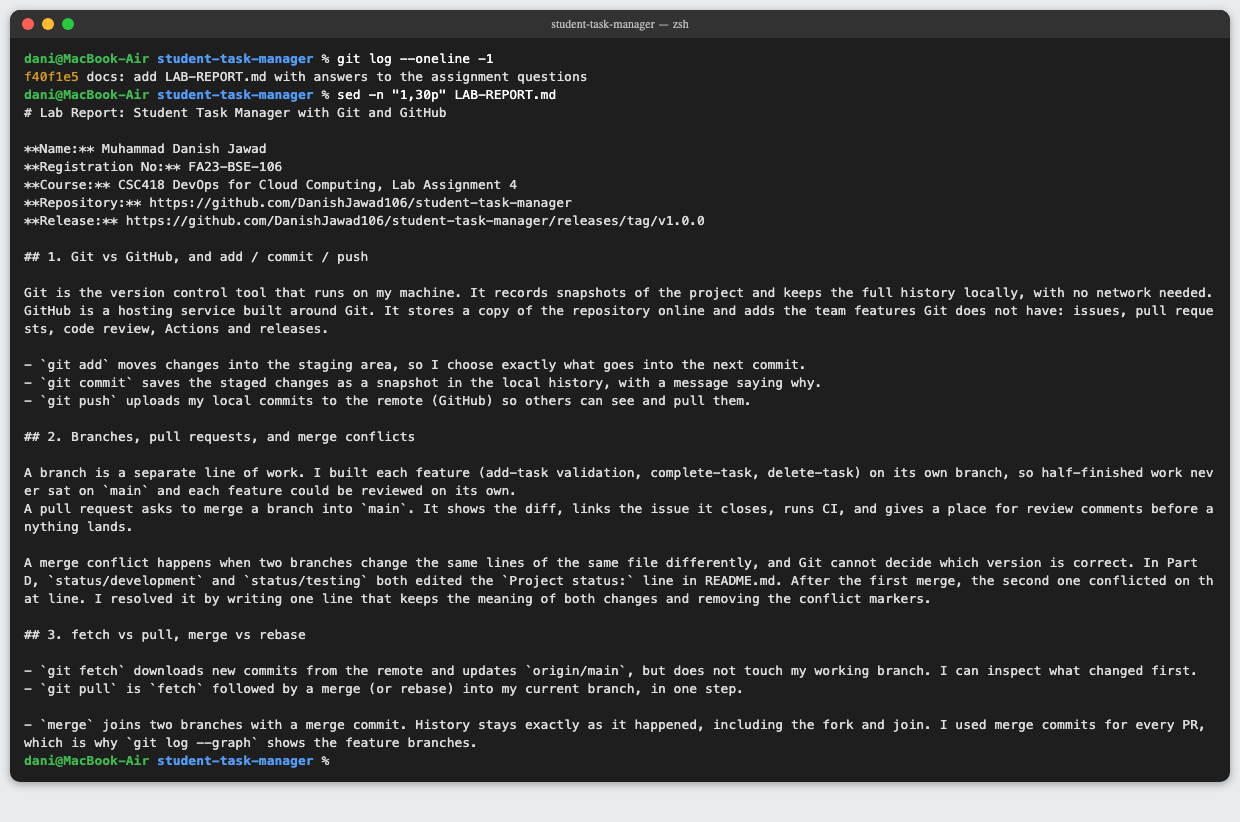 student-task-manager — zsh
dani@MacBook-Air student-task-manager % git log --oneline -1
f40f1e5 docs: add LAB-REPORT.md with answers to the assignment questions
dani@MacBook-Air student-task-manager % sed -n "1,30p" LAB-REPORT.md
# Lab Report: Student Task Manager with Git and GitHub
**Name:** Muhammad Danish Jawad
**Registration No:** FA23-BSE-106
**Course:** CSC418 DevOps for Cloud Computing, Lab Assignment 4
**Repository:** https://github.com/DanishJawad106/student-task-manager
**Release:** https://github.com/DanishJawad106/student-task-manager/releases/tag/v1.0.0
## 1. Git vs GitHub, and add / commit / push
Git is the version control tool that runs on my machine. It records snapshots of the project and keeps the full history locally, with no network needed.
GitHub is a hosting service built around Git. It stores a copy of the repository online and adds the team features Git does not have: issues, pull reque
sts, code review, Actions and releases.
- `git add` moves changes into the staging area, so I choose exactly what goes into the next commit.
- `git commit` saves the staged changes as a snapshot in the local history, with a message saying why.
- `git push` uploads my local commits to the remote (GitHub) so others can see and pull them.
## 2. Branches, pull requests, and merge conflicts
A branch is a separate line of work. I built each feature (add-task validation, complete-task, delete-task) on its own branch, so half-finished work nev
er sat on `main` and each feature could be reviewed on its own.
A pull request asks to merge a branch into `main`. It shows the diff, links the issue it closes, runs CI, and gives a place for review comments before a
nything lands.
A merge conflict happens when two branches change the same lines of the same file differently, and Git cannot decide which version is correct. In Part
D, `status/development` and `status/testing` both edited the `Project status:` line in README.md. After the first merge, the second one conflicted on th
at line. I resolved it by writing one line that keeps the meaning of both changes and removing the conflict markers.
## 3. fetch vs pull, merge vs rebase
- `git fetch` downloads new commits from the remote and updates `origin/main`, but does not touch my working branch. I can inspect what changed first.
- `git pull` is `fetch` followed by a merge (or rebase) into my current branch, in one step.
- `merge` joins two branches with a merge commit. History stays exactly as it happened, including the fork and join. I used merge commits for every PR,
which is why `git log --graph` shows the feature branches.
dani@MacBook-Air student-task-manager %